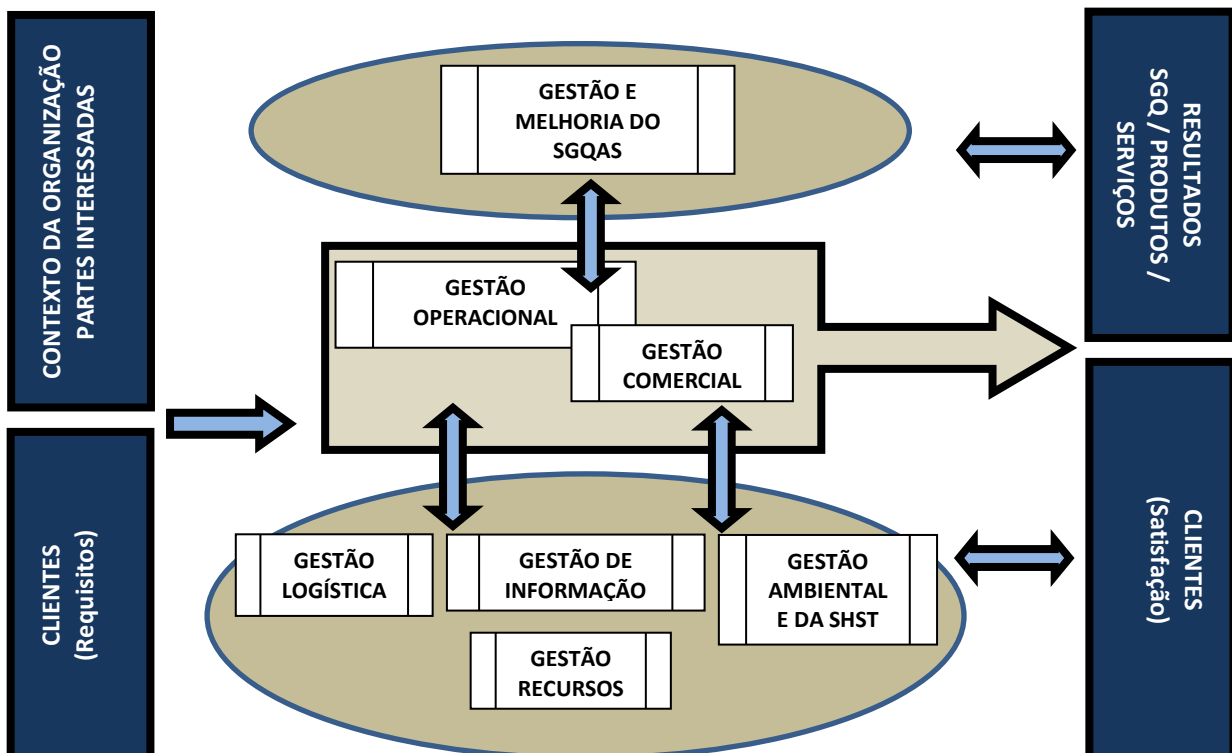 CONTEXTO DA ORGANIZAÇÃO
PARTES INTERESSADAS
CLIENTES
(Requisitos)
GESTÃO E
MELHORIA DO
SGQAS
GESTÃO
OPERACIONAL
GESTÃO
COMERCIAL
GESTÃO
LOGÍSTICA
GESTÃO DE
INFORMAÇÃO
GESTÃO
AMBIENTAL
E DA SHST
GESTÃO
RECURSOS
RESULTADOS
SGQ / PRODUTOS /
SERVIÇOS
CLIENTES
(Satisfação)